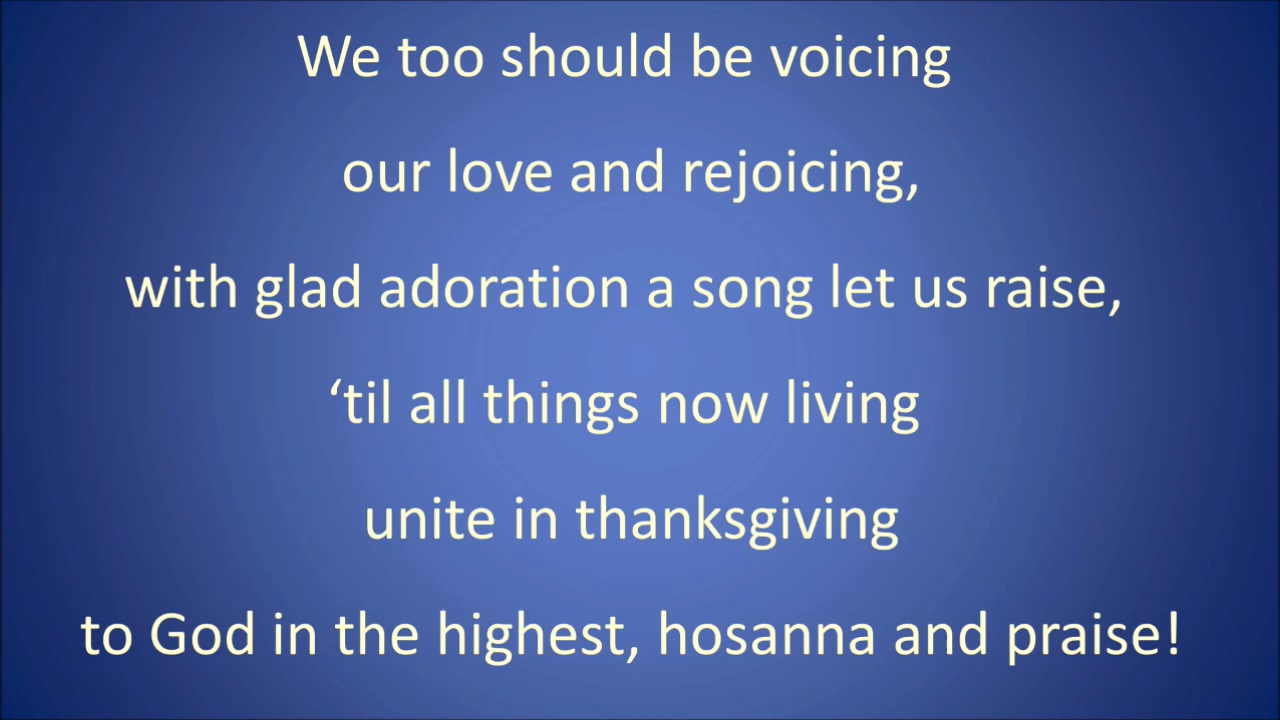 We too should be voicing
our love and rejoicing,
with glad adoration a song let us raise,
‘til all things now living
unite in thanksgiving
to God in the highest, hosanna and praise!